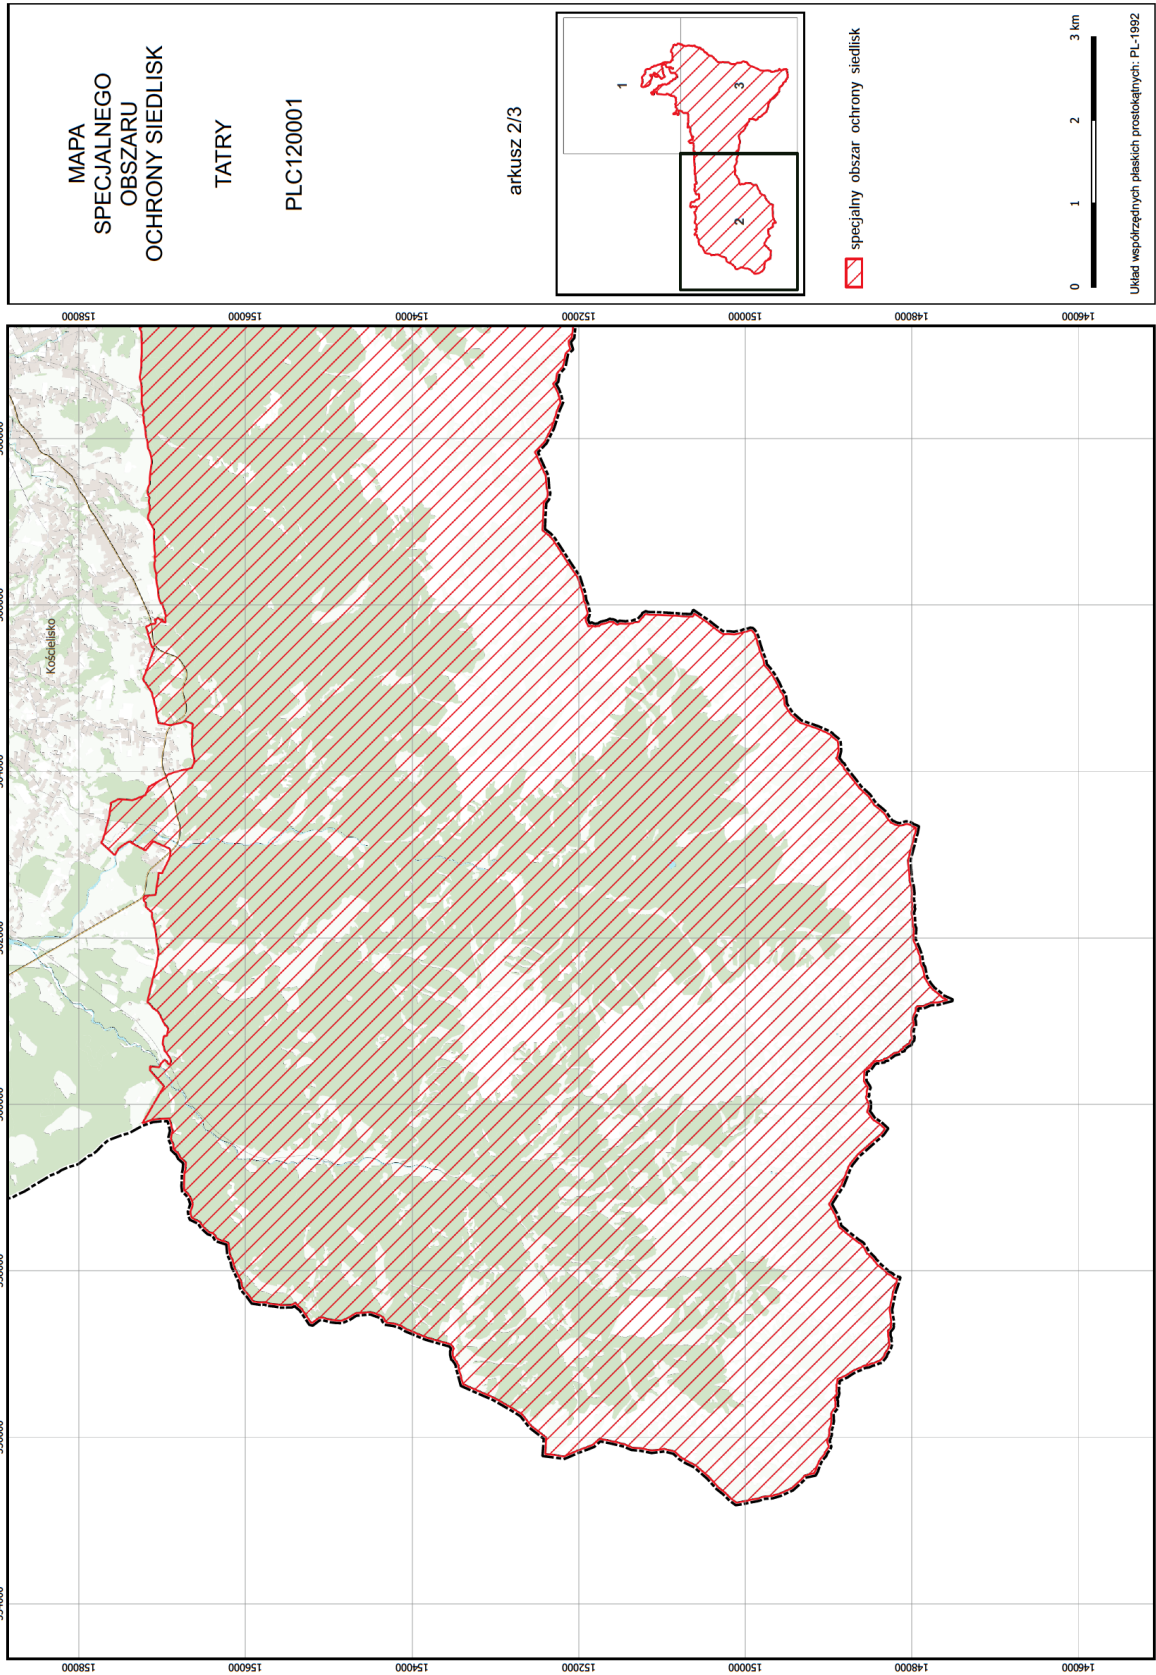 MAPA
SPECJALNEGO
OBSZARU
OCHRONY SIEDLISK
TATRY
PLC120001
arkusz 2/3
1
2
3
specjalny obszar ochrony siedlisk
0 1 2 3 km
Układ współrzędnych płaskich prostokątnych: PL-1992
158000
156000
154000
152000
150000
148000
146000
Kościelisko
158000
156000
154000
152000
150000
148000
146000